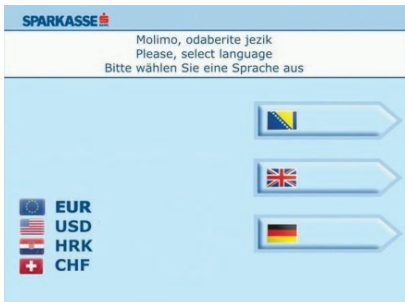 SPARKASSE
Molimo, odaberite jezik
Please, select language
Bitte wählen Sie eine Sprache aus
EUR
USD
HRK
CHF